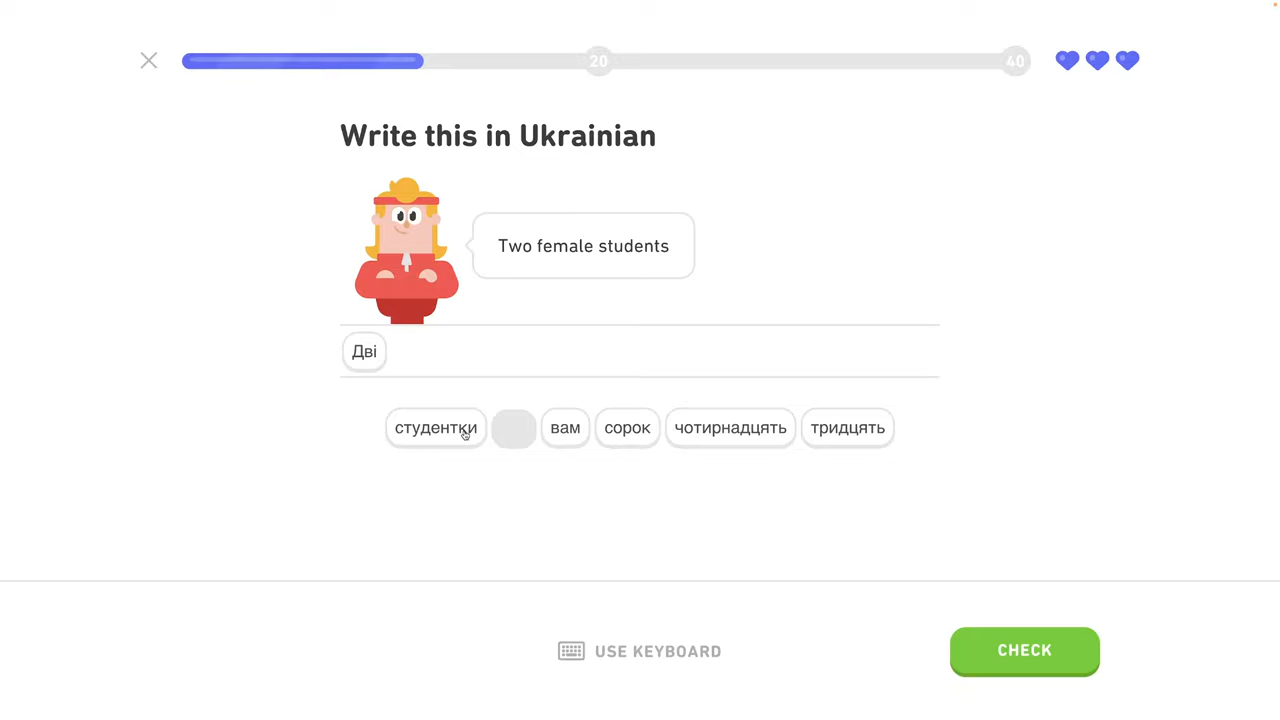 20
40
Write this in Ukrainian
Two female students
Дві
студентки вам сорок чотирнадцять тридцять
USE KEYBOARD
CHECK